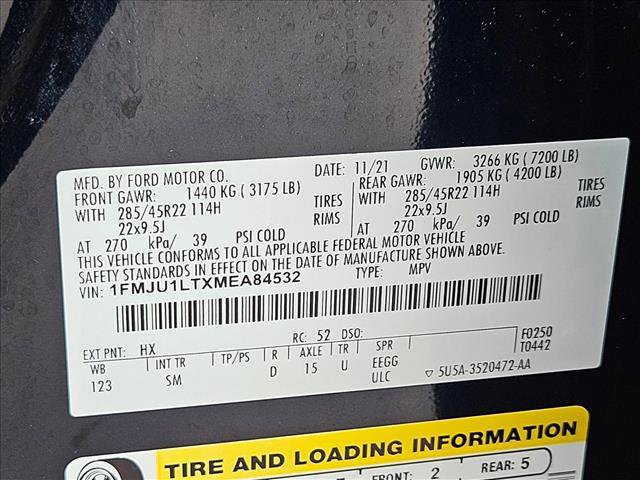 MFD. BY FORD MOTOR CO. DATE: 11/21 GVWR: 3266 KG ( 7200 LB)
FRONT GAWR: 1440 KG ( 3175 LB) REAR GAWR: 1905 KG ( 4200 LB)
WITH 285/45R22 114H TIRES WITH 285/45R22 114H TIRES
22x9.5J RIMS 22x9.5J RIMS
AT 270 kPa/ 39 PSI COLD AT 270 kPa/ 39 PSI COLD
THIS VEHICLE CONFORMS TO ALL APPLICABLE FEDERAL MOTOR VEHICLE
SAFETY STANDARDS IN EFFECT ON THE DATE OF MANUFACTURE SHOWN ABOVE.
VIN: 1FMJU1LTXMEA84532 TYPE: MPV
F0250
T0442
EXT PNT: HX RC: 52 DSO:
WB INT TR TP/PS R AXLE TR SPR
123 SM D 15 U EEGG
ULC ▽ 5U5A-3520472-AA
TIRE AND LOADING INFORMATION
FRONT: 2 REAR: 5